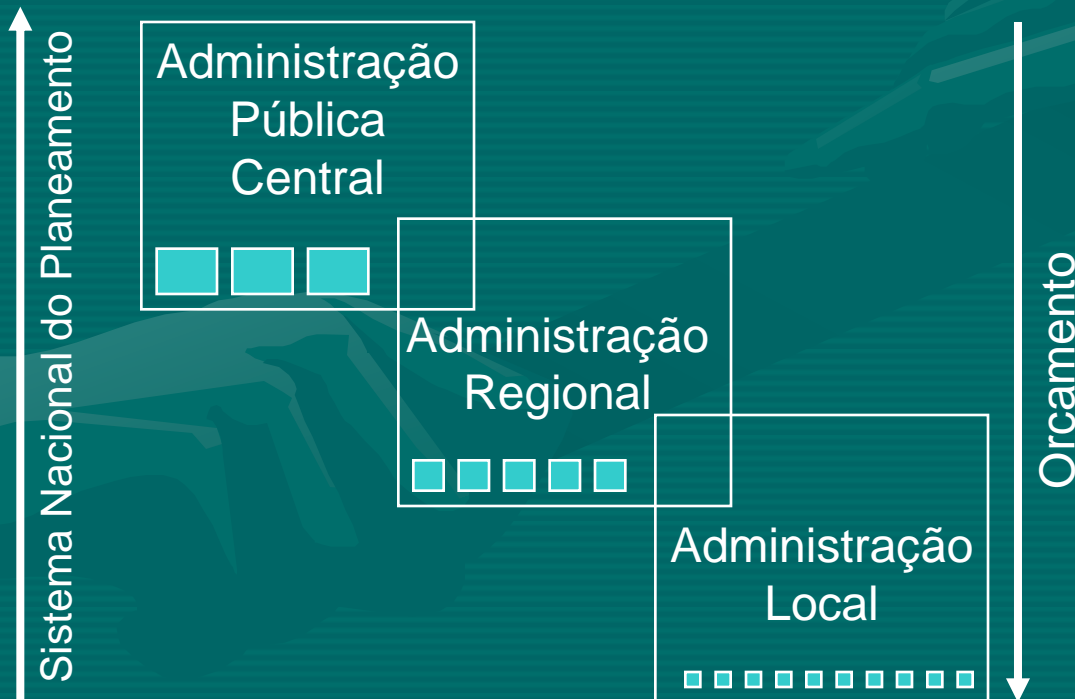 Sistema Nacional do Planeamento
Administração
Pública
Central
Administração
Regional
Administração
Local
Orçamento